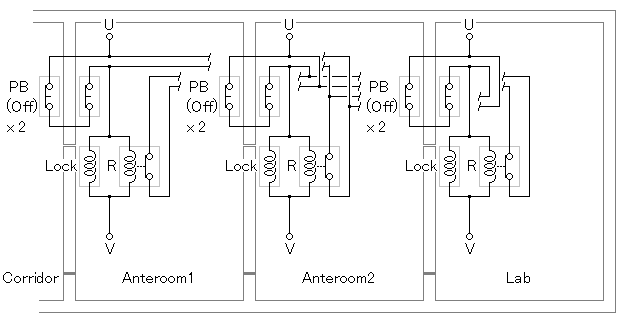 U U U
PB PB PB
(Off) (Off) (Off)
×2 ×2 ×2
Lock R Lock R Lock R
V V V
Corridor Anteroom1 Anteroom2 Lab